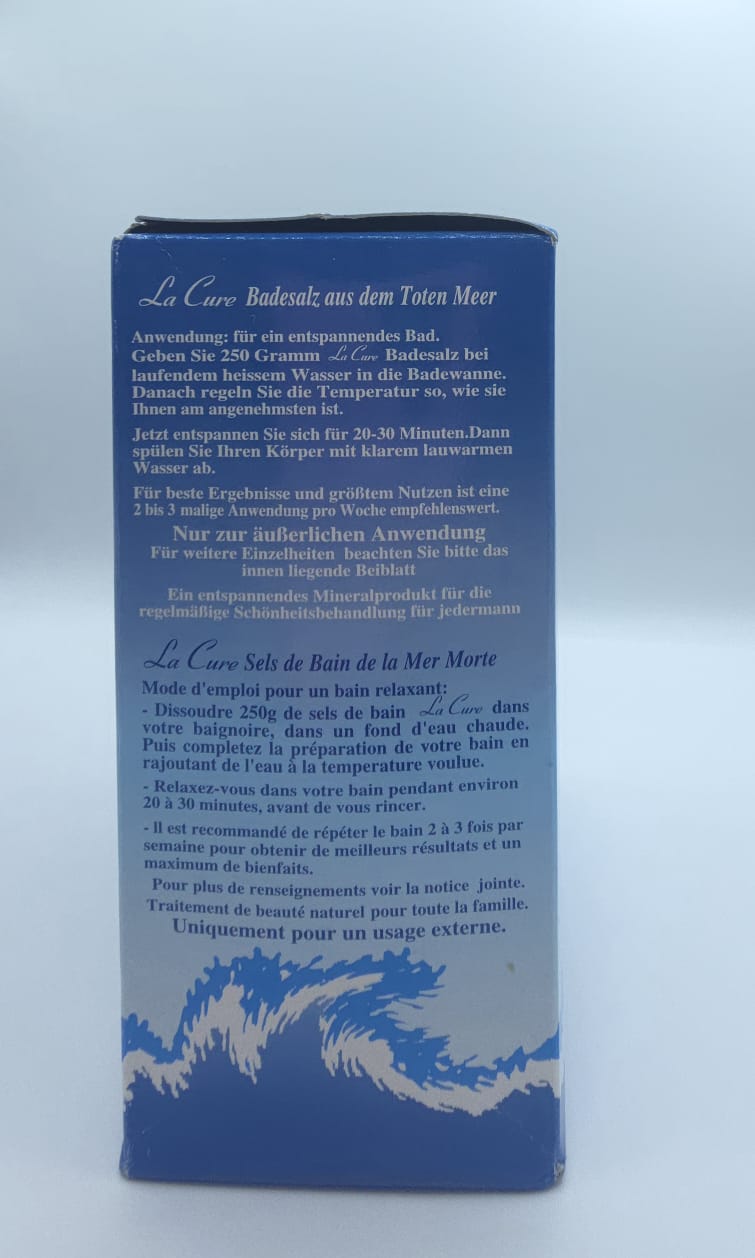 La Cure Badesalz aus dem Toten Meer
Anwendung: für ein entspannendes Bad.
Geben Sie 250 Gramm La Cure Badesalz bei
laufendem heissem Wasser in die Badewanne.
Danach regeln Sie die Temperatur so, wie sie
Ihnen am angenehmsten ist.
Jetzt entspannen Sie sich für 20-30 Minuten.Dann
spülen Sie Ihren Körper mit klarem lauwarmen
Wasser ab.
Für beste Ergebnisse und größtem Nutzen ist eine
2 bis 3 malige Anwendung pro Woche empfehlenswert.
Nur zur äußerlichen Anwendung
Für weitere Einzelheiten beachten Sie bitte das
innen liegende Beiblatt
Ein entspannendes Mineralprodukt für die
regelmäßige Schönheitsbehandlung für jedermann
La Cure Sels de Bain de la Mer Morte
Mode d'emploi pour un bain relaxant:
- Dissoudre 250g de sels de bain La Cure dans
votre baignoire, dans un fond d'eau chaude.
Puis completez la préparation de votre bain en
rajoutant de l'eau à la temperature voulue.
- Relaxez-vous dans votre bain pendant environ
20 à 30 minutes, avant de vous rincer.
- Il est recommandé de répéter le bain 2 à 3 fois par
semaine pour obtenir de meilleurs résultats et un
maximum de bienfaits.
Pour plus de renseignements voir la notice jointe.
Traitement de beauté naturel pour toute la famille.
Uniquement pour un usage externe.